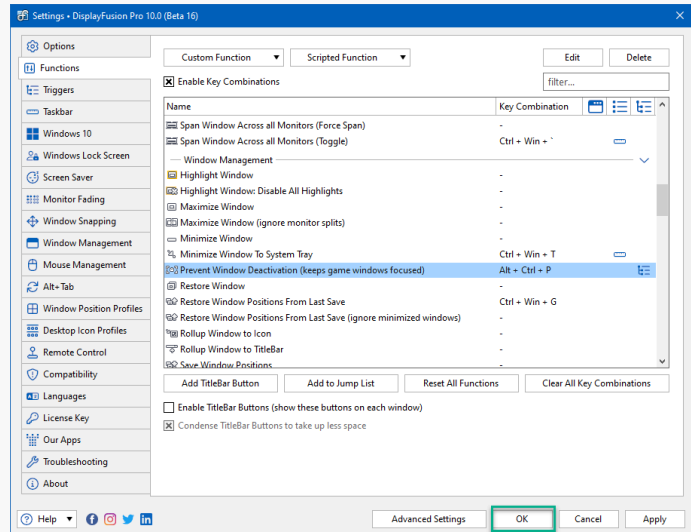 Settings • DisplayFusion Pro 10.0 (Beta 16)
Options
Functions
Triggers
Taskbar
Windows 10
Windows Lock Screen
Screen Saver
Monitor Fading
Window Snapping
Window Management
Mouse Management
Alt+Tab
Window Position Profiles
Desktop Icon Profiles
Remote Control
Compatibility
Languages
License Key
Our Apps
Troubleshooting
About
Custom Function Scripted Function Edit Delete
Enable Key Combinations filter...
Name Key Combination
Span Window Across all Monitors (Force Span) -
Span Window Across all Monitors (Toggle) Ctrl + Win + `
Window Management
Highlight Window -
Highlight Window: Disable All Highlights -
Maximize Window -
Maximize Window (ignore monitor splits) -
Minimize Window -
Minimize Window To System Tray Ctrl + Win + T
Prevent Window Deactivation (keeps game windows focused) Alt + Ctrl + P
Restore Window -
Restore Window Positions From Last Save Ctrl + Win + G
Restore Window Positions From Last Save (ignore minimized windows) -
Rollup Window to Icon -
Rollup Window to TitleBar -
Save Window Positions -
Add TitleBar Button Add to Jump List Reset All Functions Clear All Key Combinations
Enable TitleBar Buttons (show these buttons on each window)
Condense TitleBar Buttons to take up less space
Help Advanced Settings OK Cancel Apply